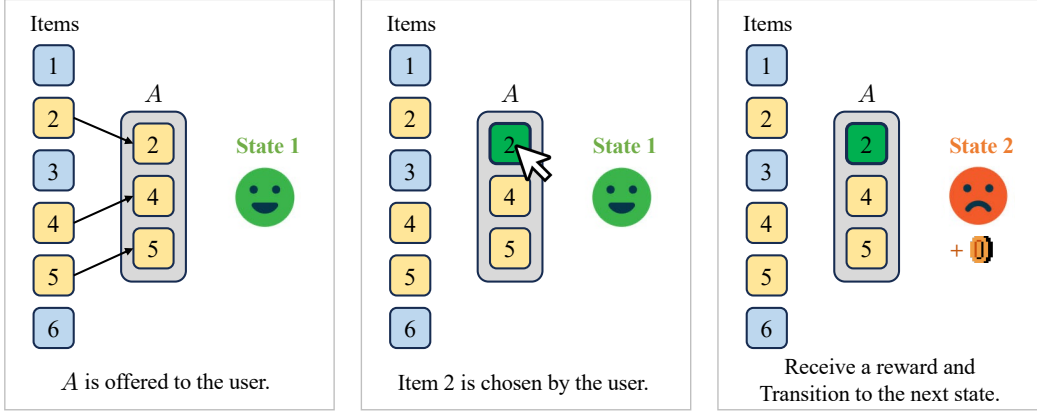 Items
1
2
3
4
5
6
A
2
4
5
State 1
A is offered to the user.
Items
1
2
3
4
5
6
A
2
4
5
State 1
Item 2 is chosen by the user.
Items
1
2
3
4
5
6
A
2
4
5
State 2
+
Receive a reward and
Transition to the next state.